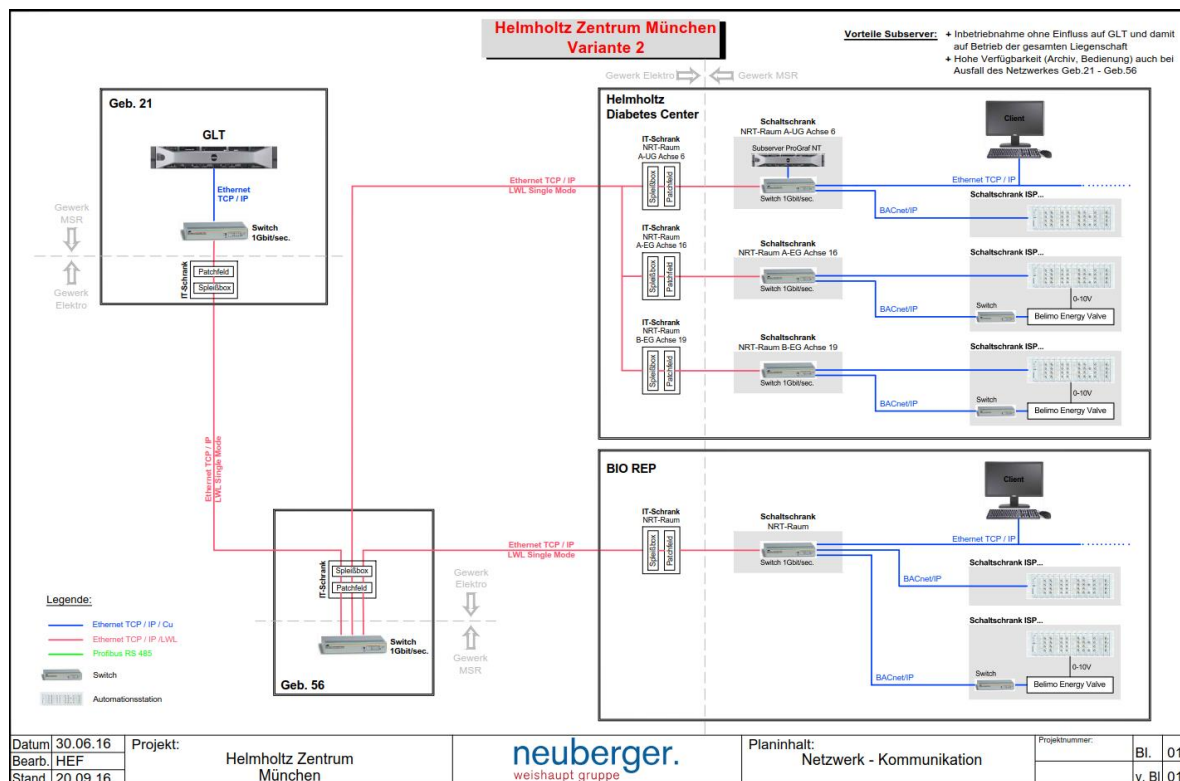 Helmholtz Zentrum München
Variante 2
Vorteile Subserver:
+ Inbetriebnahme ohne Einfluss auf GLT und damit
auf Betrieb der gesamten Liegenschaft
+ Hohe Verfügbarkeit (Archiv, Bedienung) auch bei
Ausfall des Netzwerkes Geb.21 - Geb.56
Gewerk Elektro
Gewerk MSR
Geb. 21
GLT
Ethernet
TCP / IP
Gewerk
MSR
Switch
1Gbit/sec.
Gewerk
Elektro
IT-Schrank
Patchfeld
Spleißbox
Ethernet TCP / IP
LWL Single Mode
Ethernet TCP / IP
LWL Single Mode
Helmholtz
Diabetes Center
IT-Schrank
NRT-Raum
A-UG Achse 6
Spleißbox
Patchfeld
Schaltschrank
NRT-Raum A-UG Achse 6
Subserver ProGraf NT
Switch 1Gbit/sec.
Client
Ethernet TCP / IP
Schaltschrank ISP...
BACnet/IP
IT-Schrank
NRT-Raum
A-EG Achse 16
Spleißbox
Patchfeld
Schaltschrank
NRT-Raum A-EG Achse 16
Switch 1Gbit/sec.
BACnet/IP
Schaltschrank ISP...
0-10V
Switch
Belimo Energy Valve
IT-Schrank
NRT-Raum
B-EG Achse 19
Spleißbox
Patchfeld
Schaltschrank
NRT-Raum B-EG Achse 19
Switch 1Gbit/sec.
BACnet/IP
Schaltschrank ISP...
0-10V
Switch
Belimo Energy Valve
BIO REP
IT-Schrank
NRT-Raum
Spleißbox
Patchfeld
Schaltschrank
NRT-Raum
Switch 1Gbit/sec.
Client
Ethernet TCP / IP
BACnet/IP
Schaltschrank ISP...
BACnet/IP
Schaltschrank ISP...
0-10V
Switch
Belimo Energy Valve
Ethernet TCP / IP
LWL Single Mode
IT-Schrank
Spleißbox
Patchfeld
Gewerk
Elektro
Gewerk
MSR
Switch
1Gbit/sec.
Geb. 56
Legende:
Ethernet TCP / IP / Cu
Ethernet TCP / IP /LWL
Profibus RS 485
Switch
Automationsstation
Datum 30.06.16
Bearb. HEF
Stand 20.09.16
Projekt:
Helmholtz Zentrum
München
neuberger.
weishaupt gruppe
Planinhalt:
Netzwerk - Kommunikation
Projektnummer:
Bl. 01
v. Bl 01